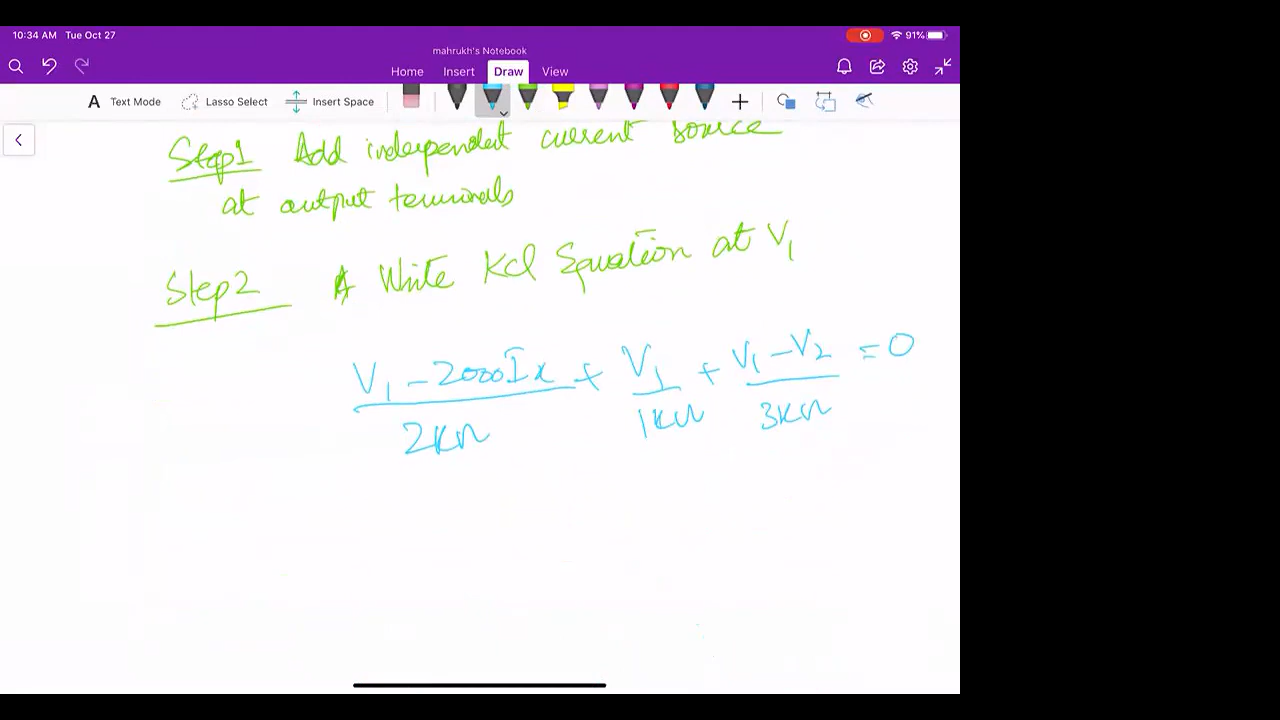 10:34 AM Tue Oct 27
91%
mahrukh's Notebook
Home Insert Draw View
Text Mode Lasso Select Insert Space
Step1 Add independent current source
at output terminals
Step2 Write KCl Equation at V1
V1 - 2000Ix + V1 + V1 - V2 = 0
2KΩ 1KΩ 3KΩ